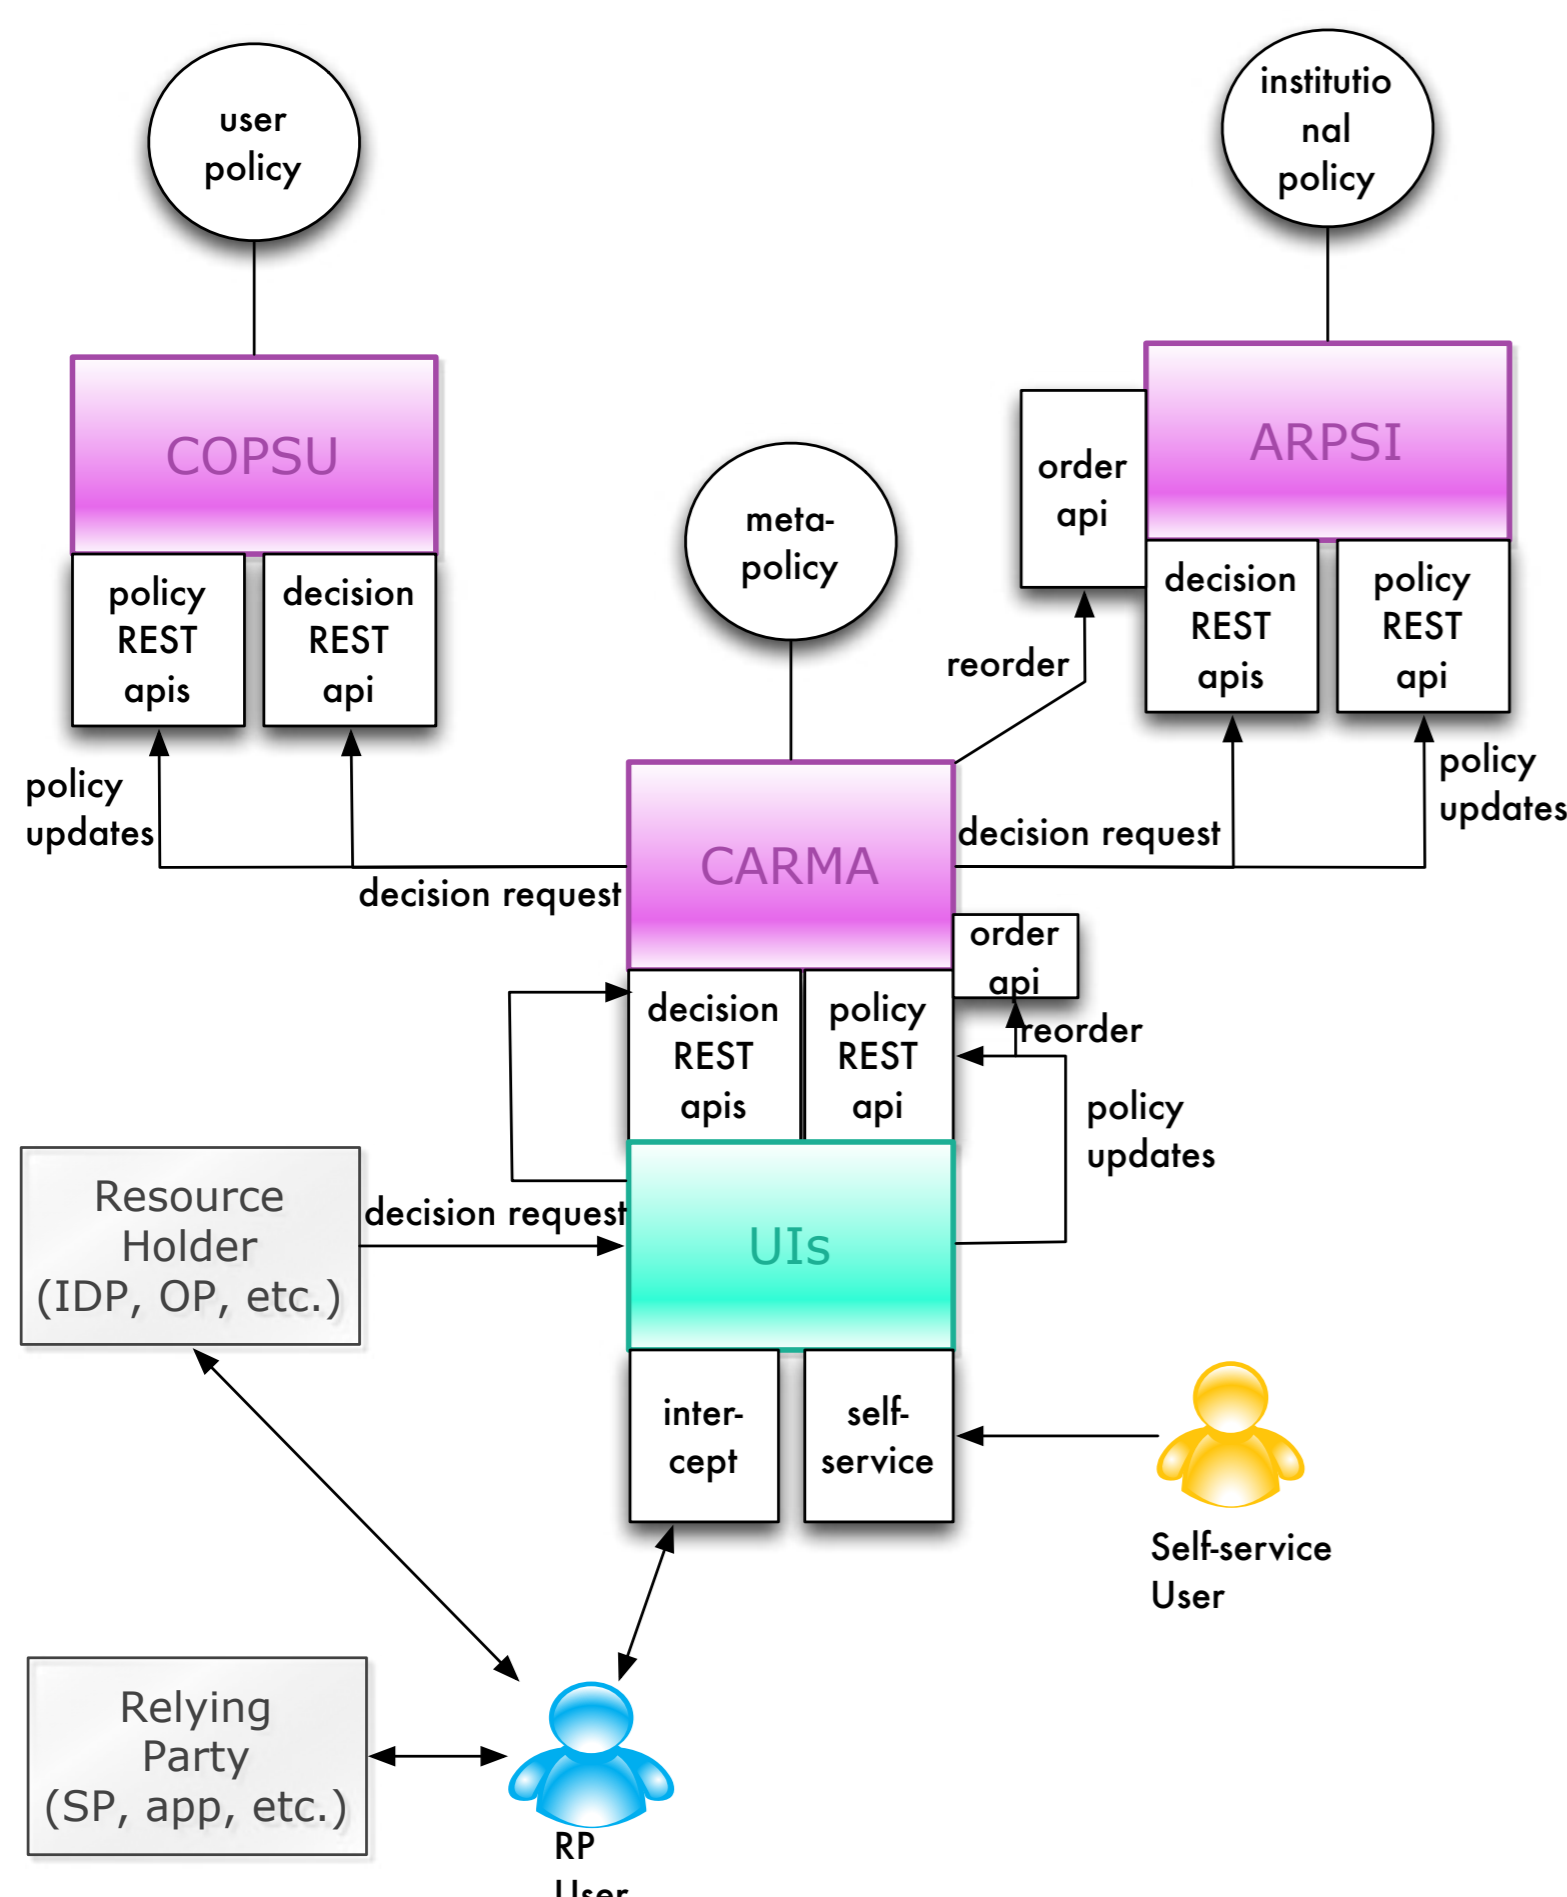 user
policy
institutio
nal
policy
COPSU
ARPSI
order
api
meta-
policy
policy
REST
apis
decision
REST
api
decision
REST
apis
policy
REST
api
reorder
policy
updates
policy
updates
decision request
CARMA
decision request
order
api
decision
REST
apis
policy
REST
api
reorder
policy
updates
Resource
Holder
(IDP, OP, etc.)
decision request
UIs
inter-
cept
self-
service
Self-service
User
Relying
Party
(SP, app, etc.)
RP
User